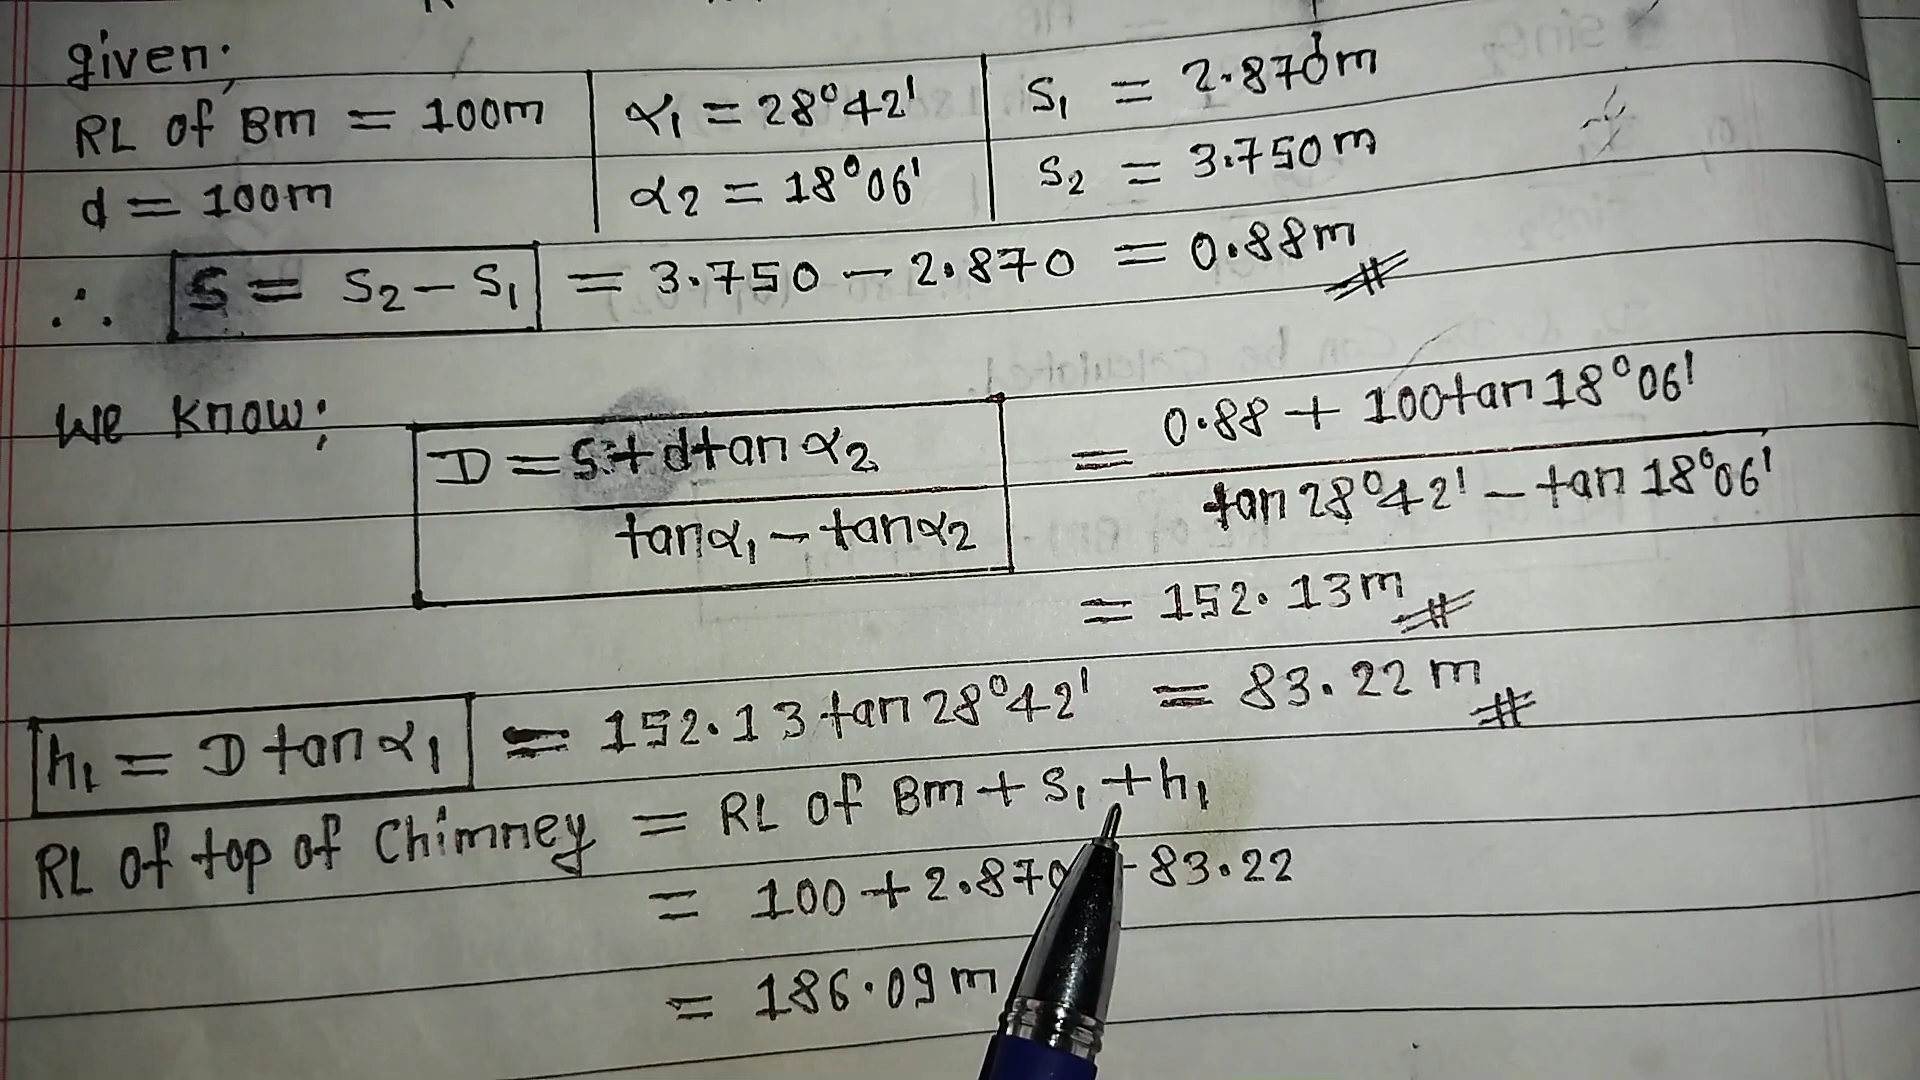 given;
RL of Bm = 100m | α1 = 28°42' | S1 = 2.870m
d = 100m | α2 = 18°06' | S2 = 3.750m
∴ S = S2 - S1 = 3.750 - 2.870 = 0.88m
We know;
D = S + d tan α2 / tan α1 - tan α2 = 0.88 + 100 tan 18°06' / tan 28°42' - tan 18°06'
= 152.13m
h1 = D tan α1 = 152.13 tan 28°42' = 83.22 m
RL of top of Chimney = RL of Bm + S1 + h1
= 100 + 2.870 + 83.22
= 186.09m